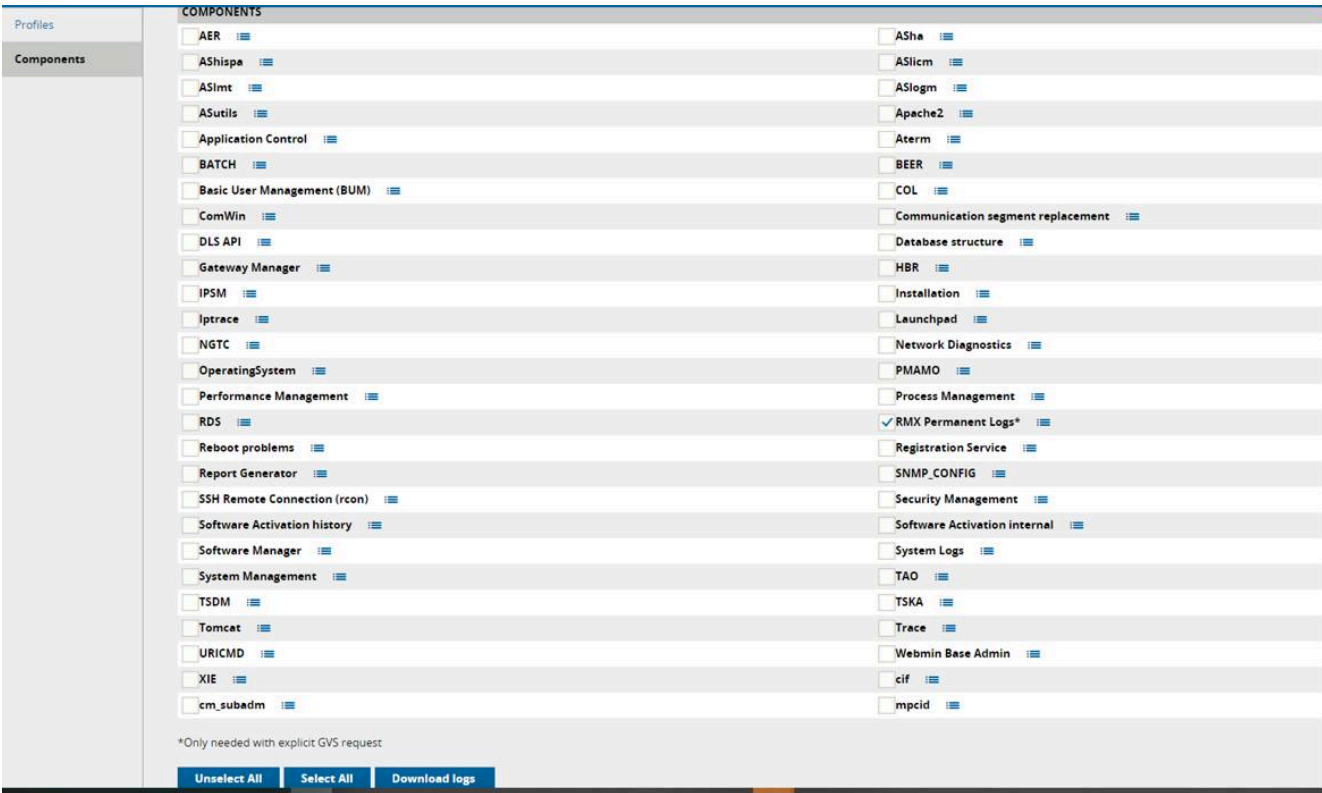 COMPONENTS
Profiles
Components
AER ASha
AShispa ASlicm
ASlmt ASlogm
ASutils Apache2
Application Control Aterm
BATCH BEER
Basic User Management (BUM) COL
ComWin Communication segment replacement
DLS API Database structure
Gateway Manager HBR
IPSM Installation
Iptrace Launchpad
NGTC Network Diagnostics
OperatingSystem PMAMO
Performance Management Process Management
RDS RMX Permanent Logs*
Reboot problems Registration Service
Report Generator SNMP_CONFIG
SSH Remote Connection (rcon) Security Management
Software Activation history Software Activation internal
Software Manager System Logs
System Management TAO
TSDM TSKA
Tomcat Trace
URICMD Webmin Base Admin
XIE cif
cm_subadm mpcid
*Only needed with explicit GVS request
Unselect All Select All Download logs